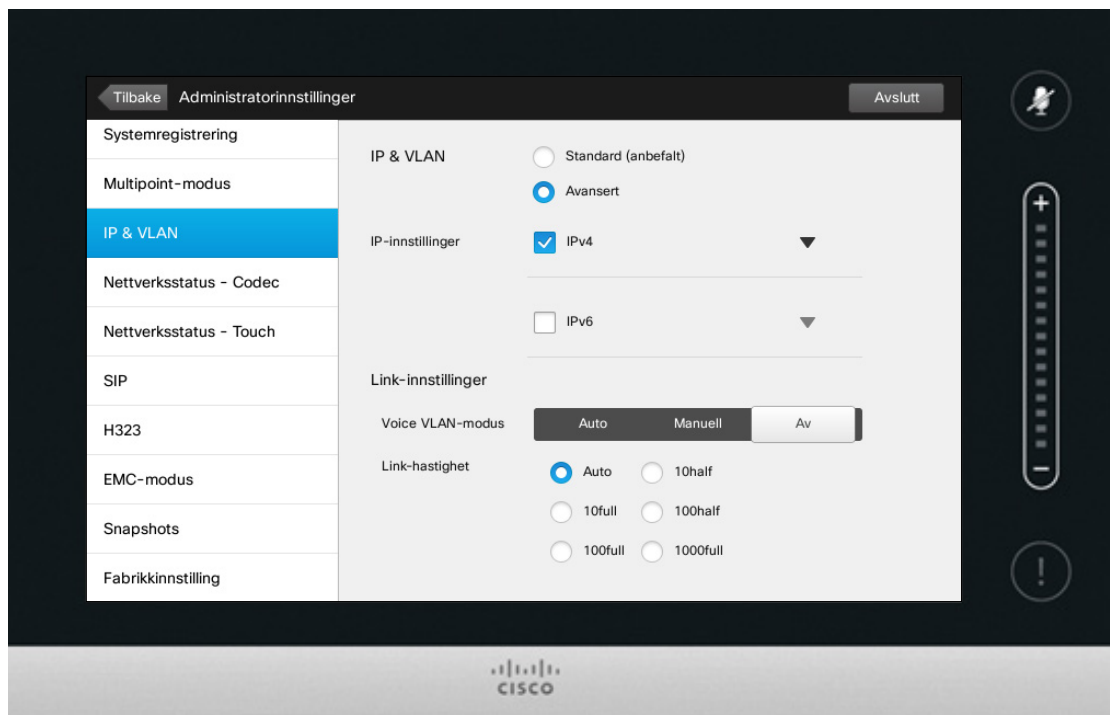 Tilbake Administratorinnstillinger Avslutt
Systemregistrering
Multipoint-modus
IP & VLAN
Nettverksstatus - Codec
Nettverksstatus - Touch
SIP
H323
EMC-modus
Snapshots
Fabrikkinnstilling
IP & VLAN Standard (anbefalt)
Avansert
IP-innstillinger IPv4
IPv6
Link-innstillinger
Voice VLAN-modus Auto Manuell Av
Link-hastighet Auto 10half
10full 100half
100full 1000full
+
−
!
CISCO